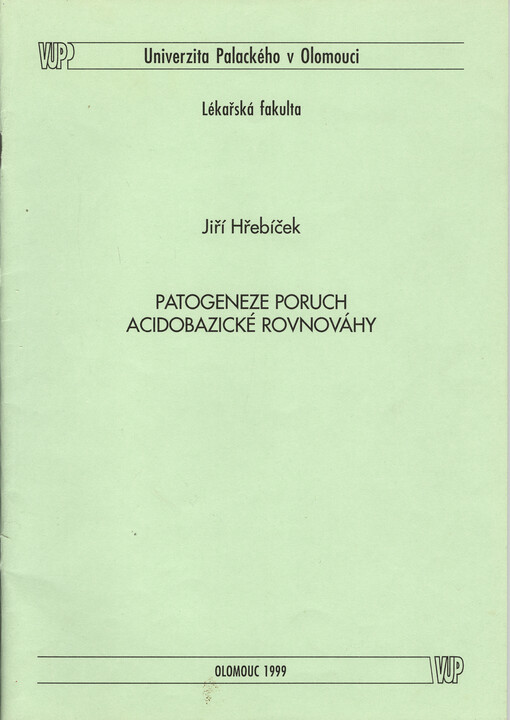 VUP
Univerzita Palackého v Olomouci
Lékařská fakulta
Jiří Hřebíček
PATOGENEZE PORUCH
ACIDOBAZICKÉ ROVNOVÁHY
OLOMOUC 1999
VUP